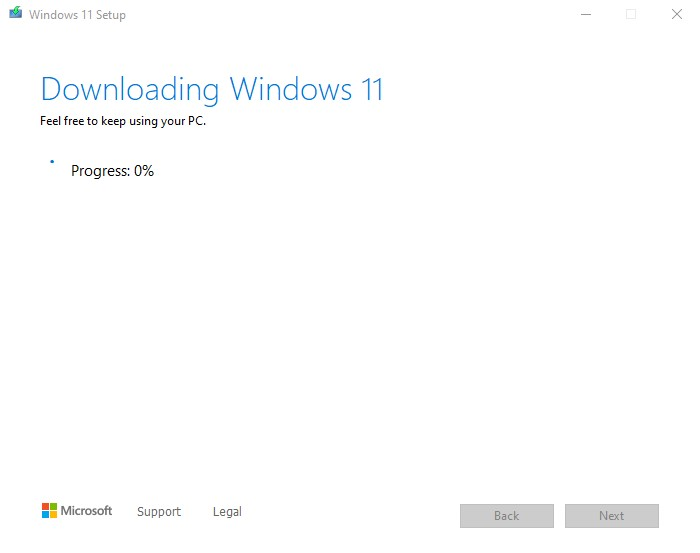 Windows 11 Setup
Downloading Windows 11
Feel free to keep using your PC.
Progress: 0%
Microsoft Support Legal Back Next